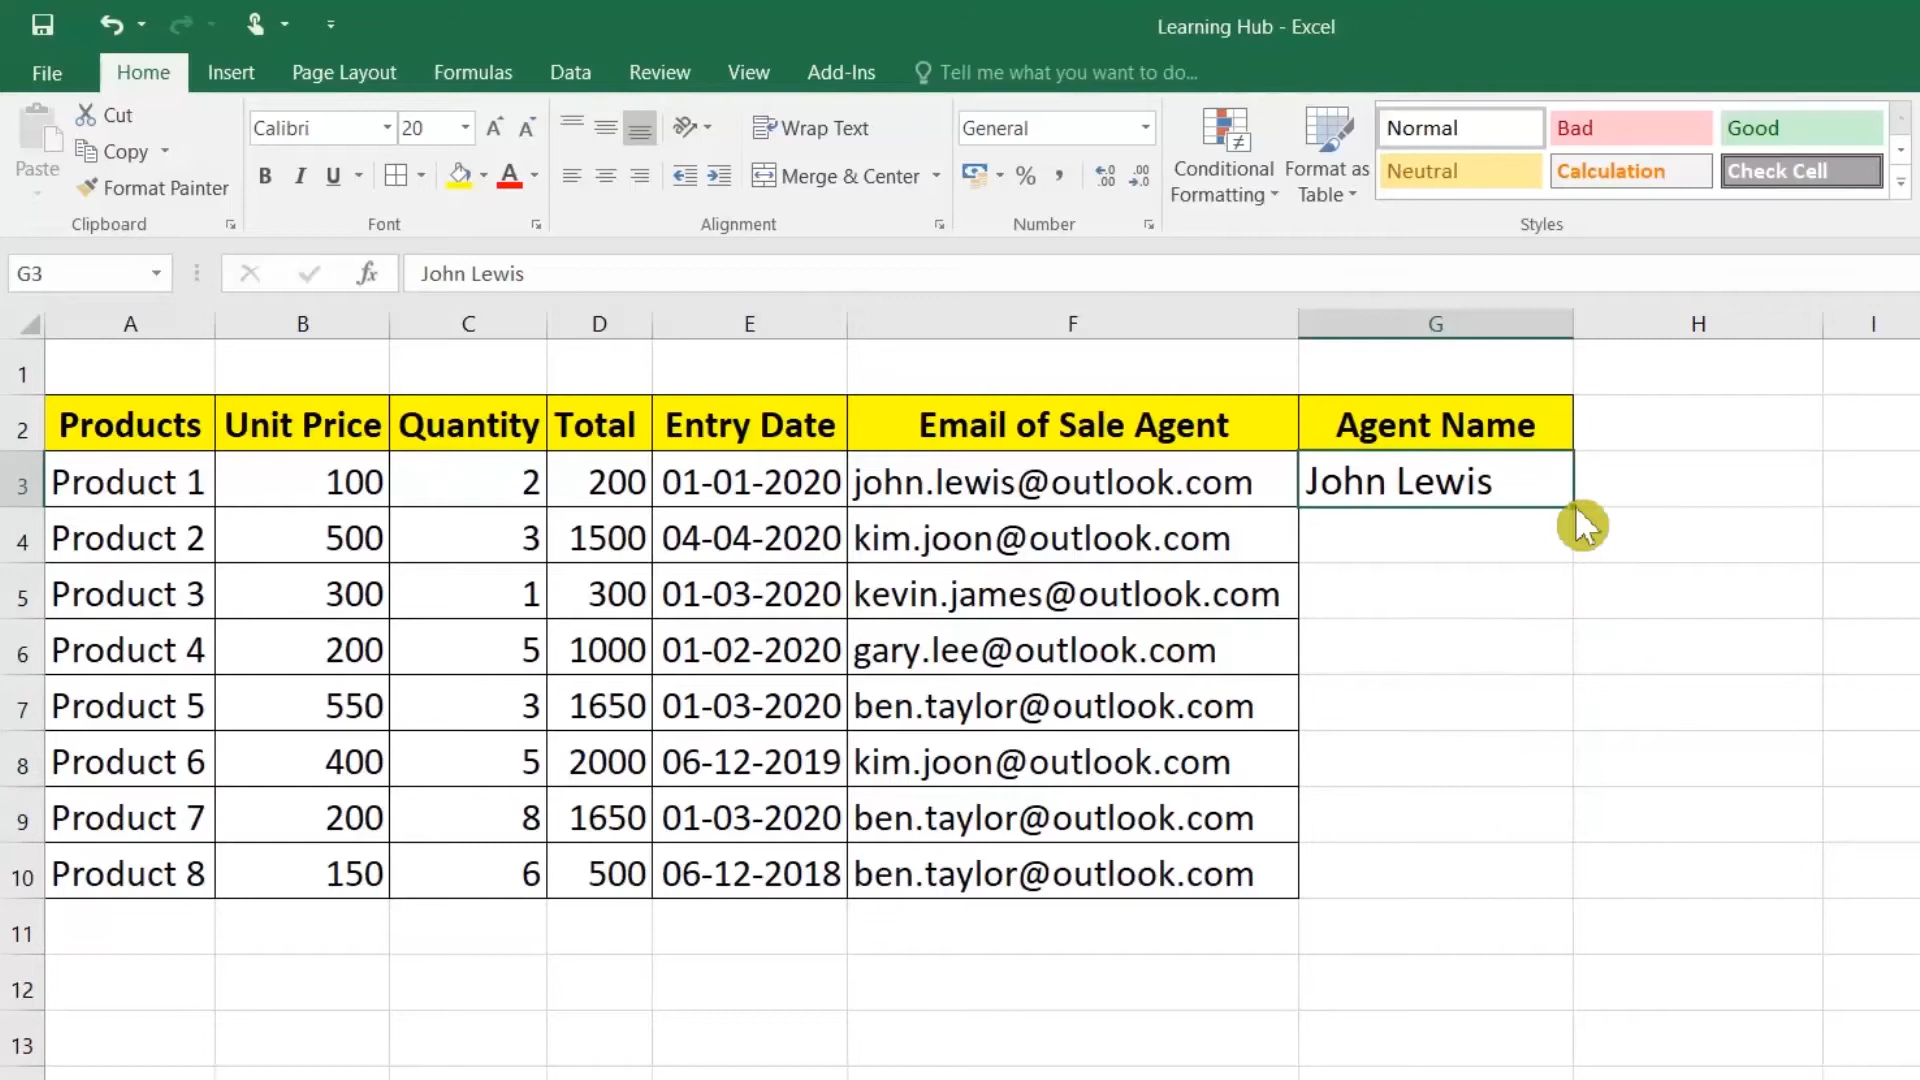 Learning Hub - Excel
File Home Insert Page Layout Formulas Data Review View Add-Ins Tell me what you want to do...
Paste
Cut
Copy
Format Painter
Clipboard
Calibri 20
B I U
Font
Wrap Text
Merge & Center
Alignment
General
% ,
Number
Conditional Formatting
Format as Table
Normal Bad Good
Neutral Calculation Check Cell
Styles
G3 fx John Lewis
A B C D E F G H I
1
2 Products Unit Price Quantity Total Entry Date Email of Sale Agent Agent Name
3 Product 1 100 2 200 01-01-2020 john.lewis@outlook.com John Lewis
4 Product 2 500 3 1500 04-04-2020 kim.joon@outlook.com
5 Product 3 300 1 300 01-03-2020 kevin.james@outlook.com
6 Product 4 200 5 1000 01-02-2020 gary.lee@outlook.com
7 Product 5 550 3 1650 01-03-2020 ben.taylor@outlook.com
8 Product 6 400 5 2000 06-12-2019 kim.joon@outlook.com
9 Product 7 200 8 1650 01-03-2020 ben.taylor@outlook.com
10 Product 8 150 6 500 06-12-2018 ben.taylor@outlook.com
11
12
13